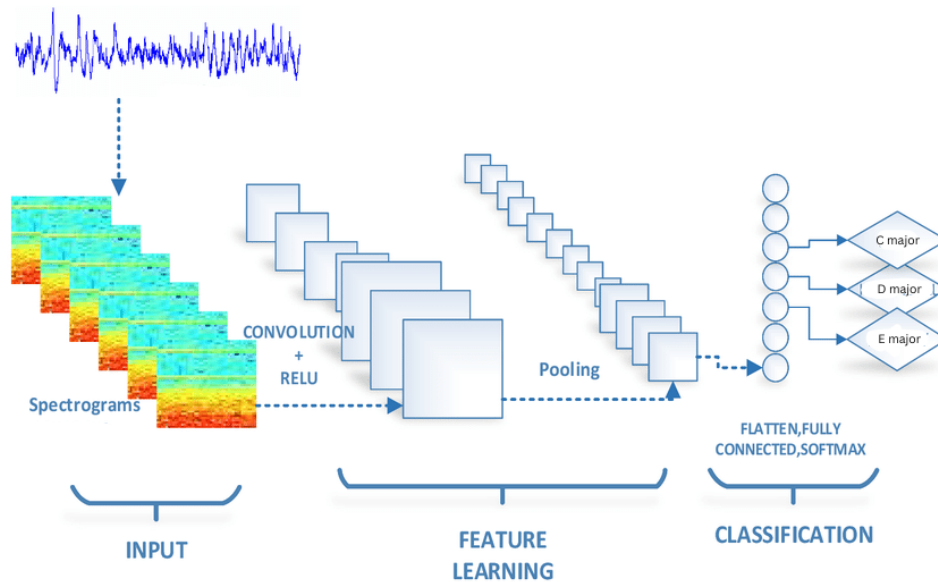 Spectrograms
CONVOLUTION
+
RELU
Pooling
C major
D major
E major
FLATTEN,FULLY
CONNECTED,SOFTMAX
INPUT
FEATURE
LEARNING
CLASSIFICATION